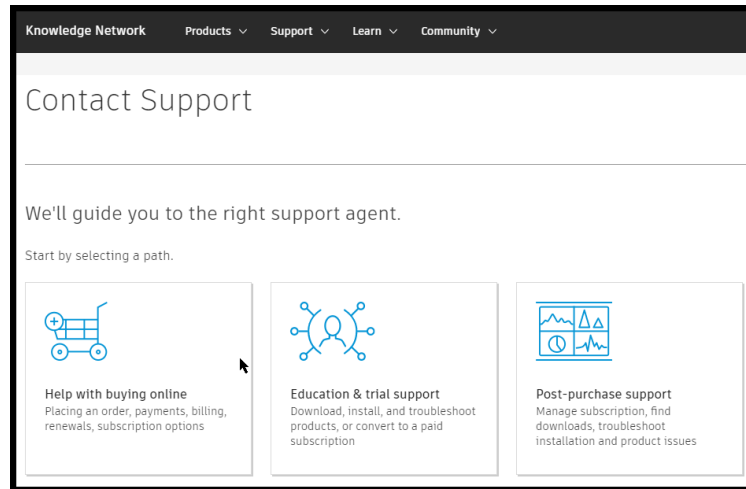 Knowledge Network Products Support Learn Community
Contact Support
We'll guide you to the right support agent.
Start by selecting a path.
Help with buying online
Placing an order, payments, billing,
renewals, subscription options
Education & trial support
Download, install, and troubleshoot
products, or convert to a paid
subscription
Post-purchase support
Manage subscription, find
downloads, troubleshoot
installation and product issues